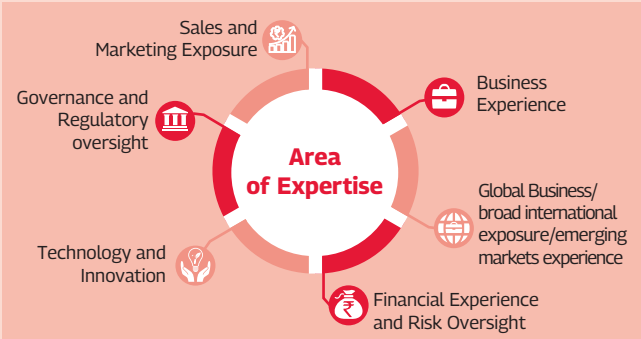 Sales and
Marketing Exposure
Business
Experience
Governance and
Regulatory
oversight
Area
of Expertise
Global Business/
broad international
exposure/emerging
markets experience
Technology and
Innovation
Financial Experience
and Risk Oversight
₹